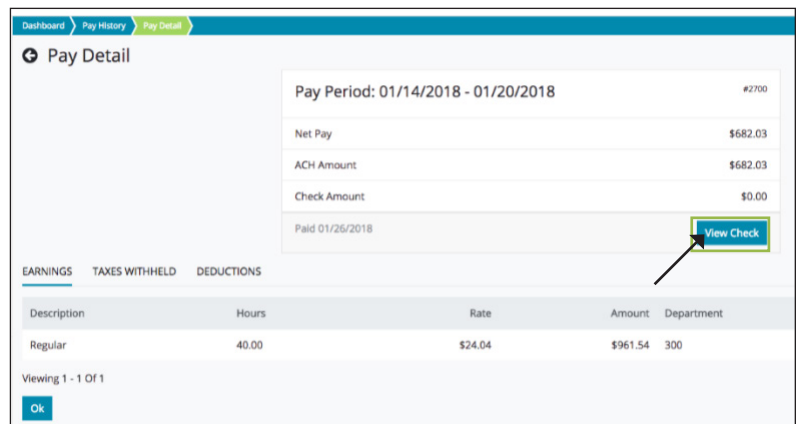 Dashboard Pay History Pay Detail
Pay Detail
Pay Period: 01/14/2018 - 01/20/2018 #2700
Net Pay $682.03
ACH Amount $682.03
Check Amount $0.00
Paid 01/26/2018 View Check
EARNINGS TAXES WITHHELD DEDUCTIONS
Description Hours Rate Amount Department
Regular 40.00 $24.04 $961.54 300
Viewing 1 - 1 Of 1
Ok